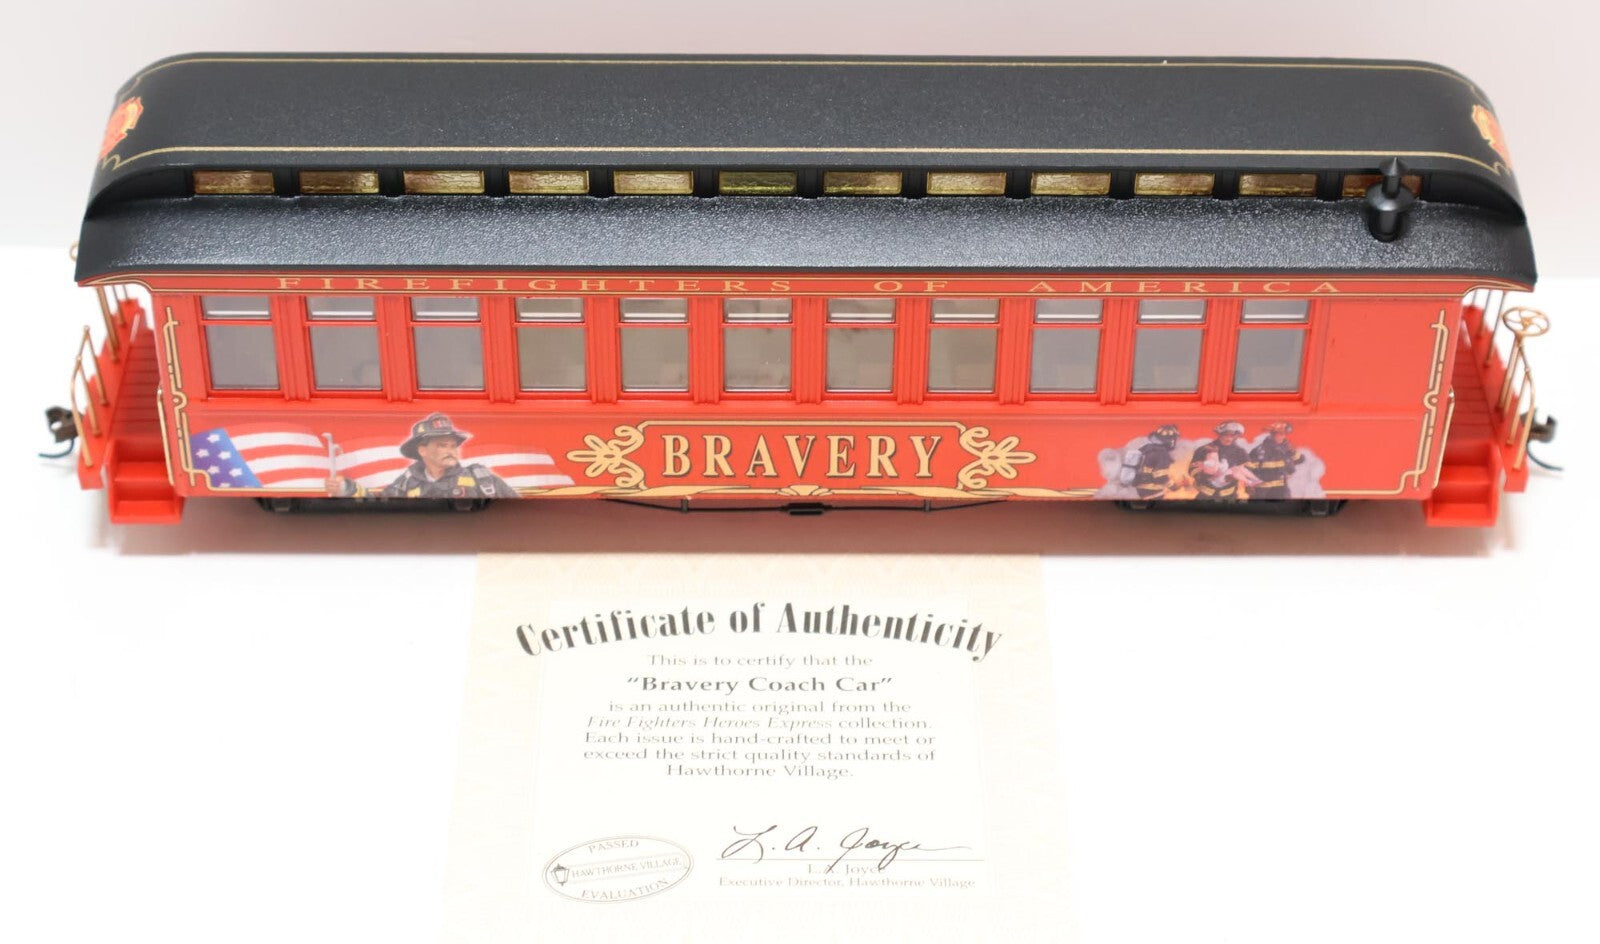 FIREFIGHTERS OF AMERICA
BRAVERY
Certificate of Authenticity
This is to certify that the
"Bravery Coach Car"
is an authentic original from the
Fire Fighters Heroes Express collection.
Each issue is hand-crafted to meet or
exceed the strict quality standards of
Hawthorne Village.
L. A. Joyce
L.A. Joyce
Executive Director, Hawthorne Village
PASSED
HAWTHORNE VILLAGE
EVALUATION